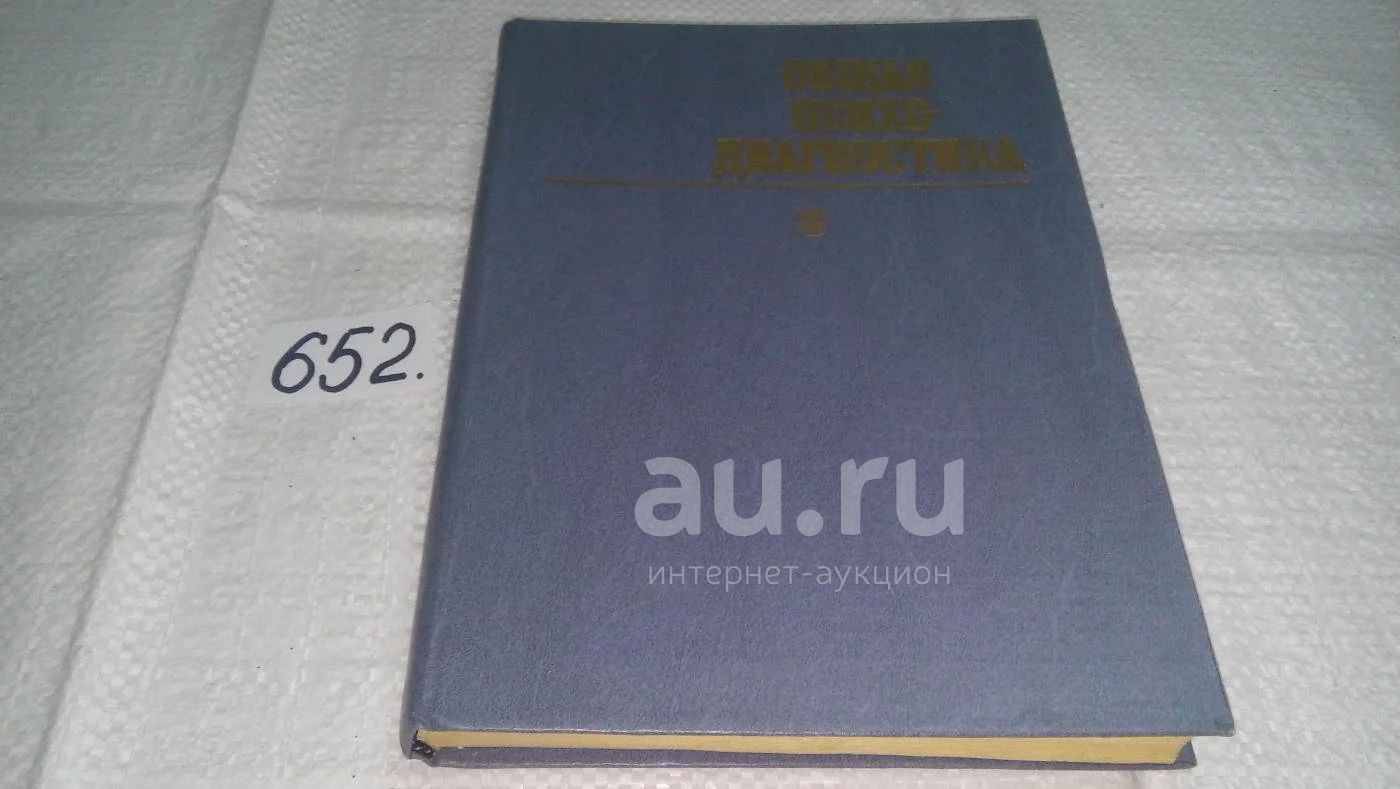 ОБЩАЯ
ПСИХО-
ДИАГНОСТИКА
652.
au.ru
интернет-аукцион